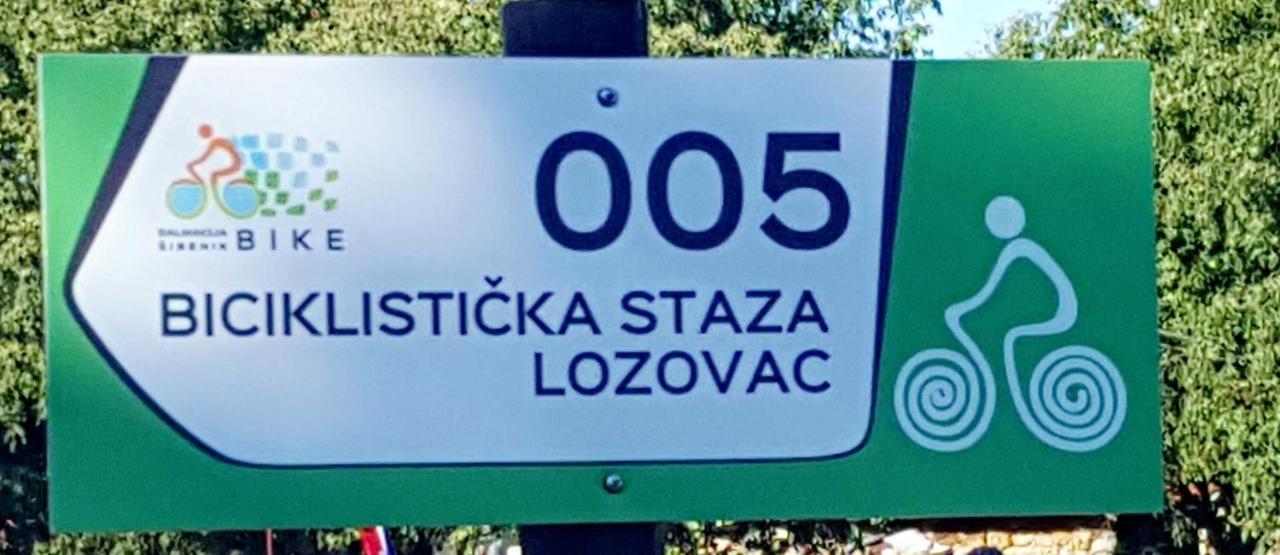 005
DALMACIJA
ŠIBENIK BIKE
BICIKLISTIČKA STAZA
LOZOVAC